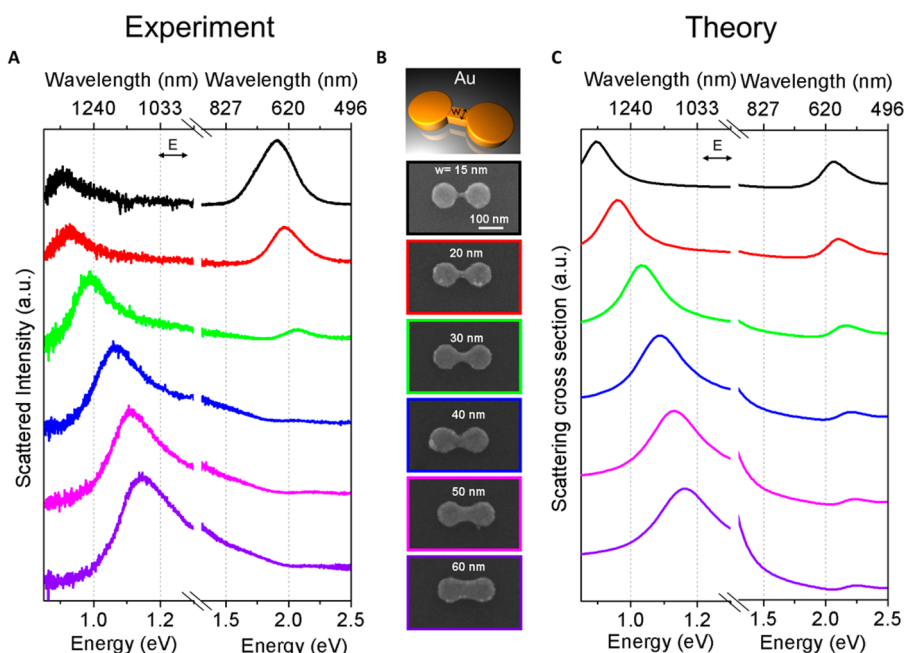 Experiment
Theory
A
Wavelength (nm) Wavelength (nm)
1240 1033 827 620 496
E
Scattered Intensity (a.u.)
1.0 1.2 1.5 2.0 2.5
Energy (eV) Energy (eV)
B
Au
w
w= 15 nm
100 nm
20 nm
30 nm
40 nm
50 nm
60 nm
C
Wavelength (nm) Wavelength (nm)
1240 1033 827 620 496
E
Scattering cross section (a.u.)
1.0 1.2 1.5 2.0 2.5
Energy (eV) Energy (eV)